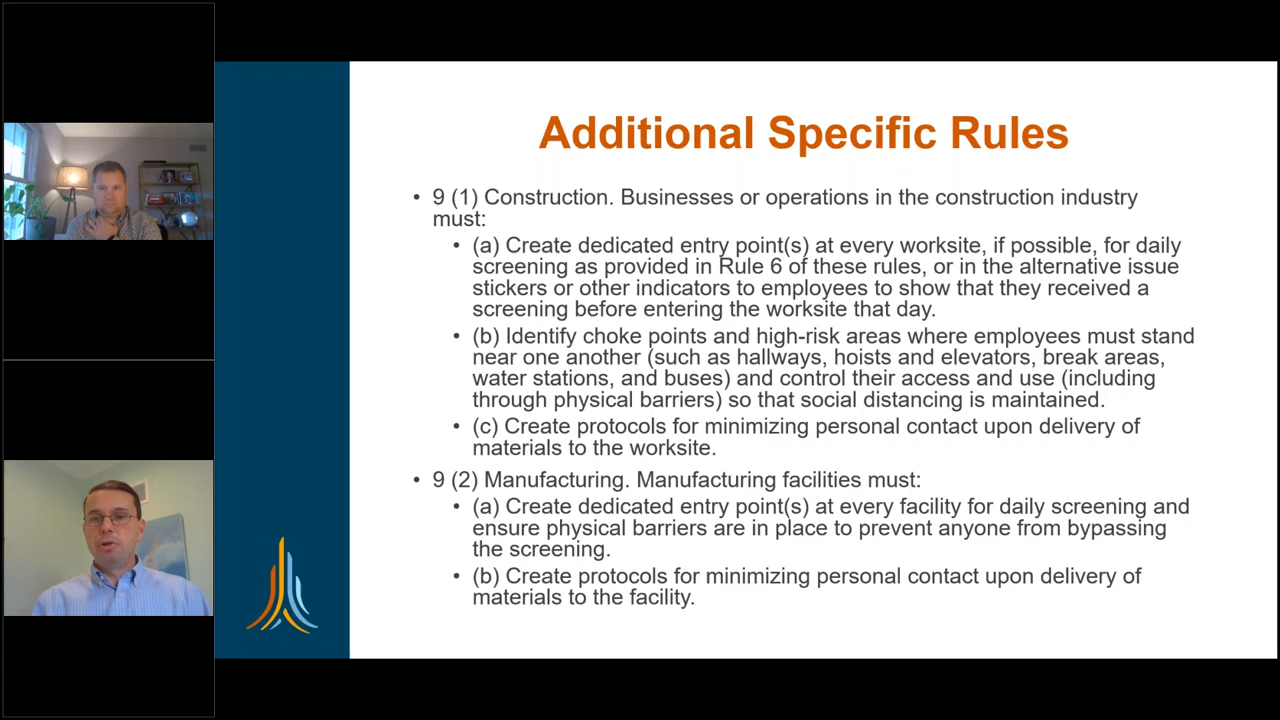 Additional Specific Rules
• 9 (1) Construction. Businesses or operations in the construction industry
must:
• (a) Create dedicated entry point(s) at every worksite, if possible, for daily
screening as provided in Rule 6 of these rules, or in the alternative issue
stickers or other indicators to employees to show that they received a
screening before entering the worksite that day.
• (b) Identify choke points and high-risk areas where employees must stand
near one another (such as hallways, hoists and elevators, break areas,
water stations, and buses) and control their access and use (including
through physical barriers) so that social distancing is maintained.
• (c) Create protocols for minimizing personal contact upon delivery of
materials to the worksite.
• 9 (2) Manufacturing. Manufacturing facilities must:
• (a) Create dedicated entry point(s) at every facility for daily screening and
ensure physical barriers are in place to prevent anyone from bypassing
the screening.
• (b) Create protocols for minimizing personal contact upon delivery of
materials to the facility.